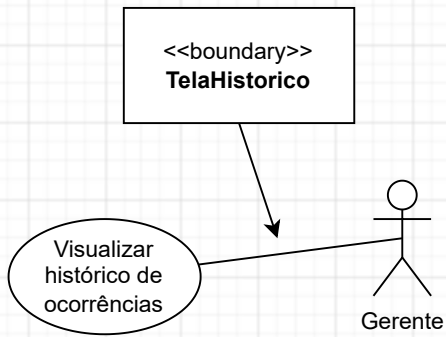 <<boundary>>
TelaHistorico
Visualizar
histórico de
ocorrências
Gerente